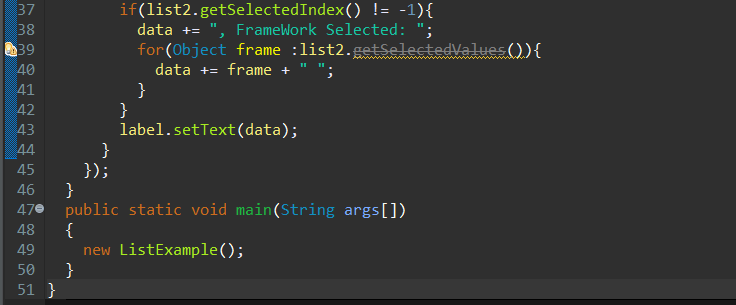 37 if(list2.getSelectedIndex() != -1){
38 data += ", FrameWork Selected: ";
39 for(Object frame :list2.getSelectedValues()){
40 data += frame + " ";
41 }
42 }
43 label.setText(data);
44 }
45 });
46 }
47 public static void main(String args[])
48 {
49 new ListExample();
50 }
51 }